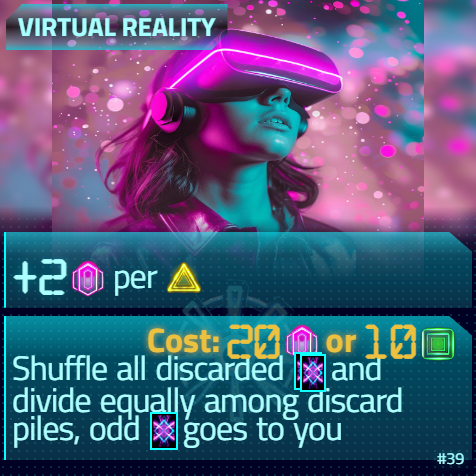 VIRTUAL REALITY
+2 per
Cost: 20 or 10
Shuffle all discarded and
divide equally among discard
piles, odd goes to you
#39